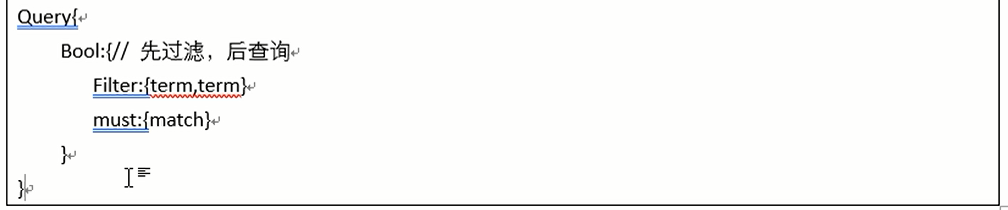 Query{
Bool:{// 先过滤，后查询
Filter:{term,term}
must:{match}
}
}